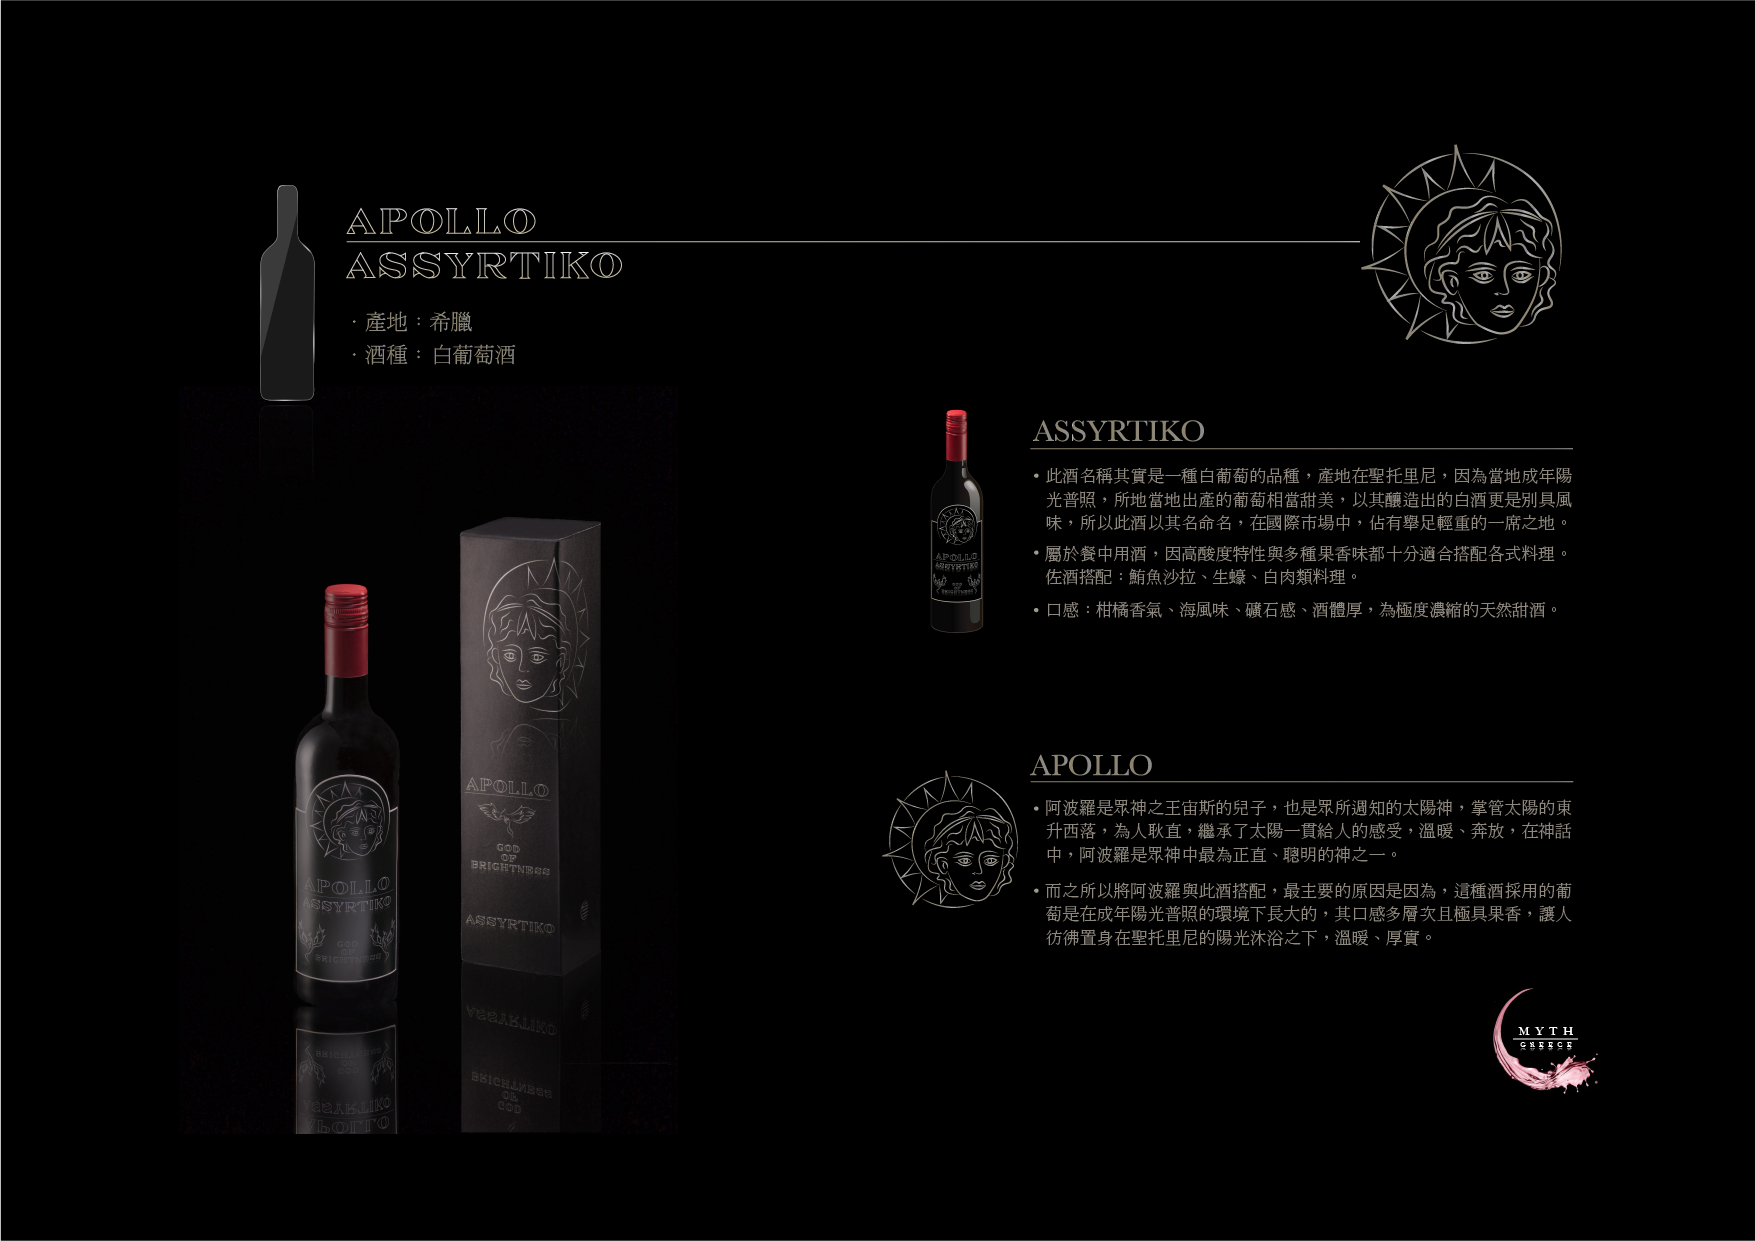 APOLLO
ASSYRTIKO
·產地：希臘
·酒種：白葡萄酒
ASSYRTIKO
• 此酒名稱其實是一種白葡萄的品種，產地在聖托里尼，因為當地成年陽
光普照，所地當地出產的葡萄相當甜美，以其釀造出的白酒更是別具風
味，所以此酒以其名命名，在國際市場中，佔有舉足輕重的一席之地。
• 屬於餐中用酒，因高酸度特性與多種果香味都十分適合搭配各式料理。
佐酒搭配：鮪魚沙拉、生蠔、白肉類料理。
• 口感：柑橘香氣、海風味、礦石感、酒體厚，為極度濃縮的天然甜酒。
APOLLO
ASSYRTIKO
GOD
OF
BRIGHTNESS
APOLLO
GOD
OF
BRIGHTNESS
ASSYRTIKO
APOLLO
ASSYRTIKO
GOD
OF
BRIGHTNESS
APOLLO
• 阿波羅是眾神之王宙斯的兒子，也是眾所週知的太陽神，掌管太陽的東
升西落，為人耿直，繼承了太陽一貫給人的感受，溫暖、奔放，在神話
中，阿波羅是眾神中最為正直、聰明的神之一。
• 而之所以將阿波羅與此酒搭配，最主要的原因是因為，這種酒採用的葡
萄是在成年陽光普照的環境下長大的，其口感多層次且極具果香，讓人
彷彿置身在聖托里尼的陽光沐浴之下，溫暖、厚實。
MYTH
GREECE